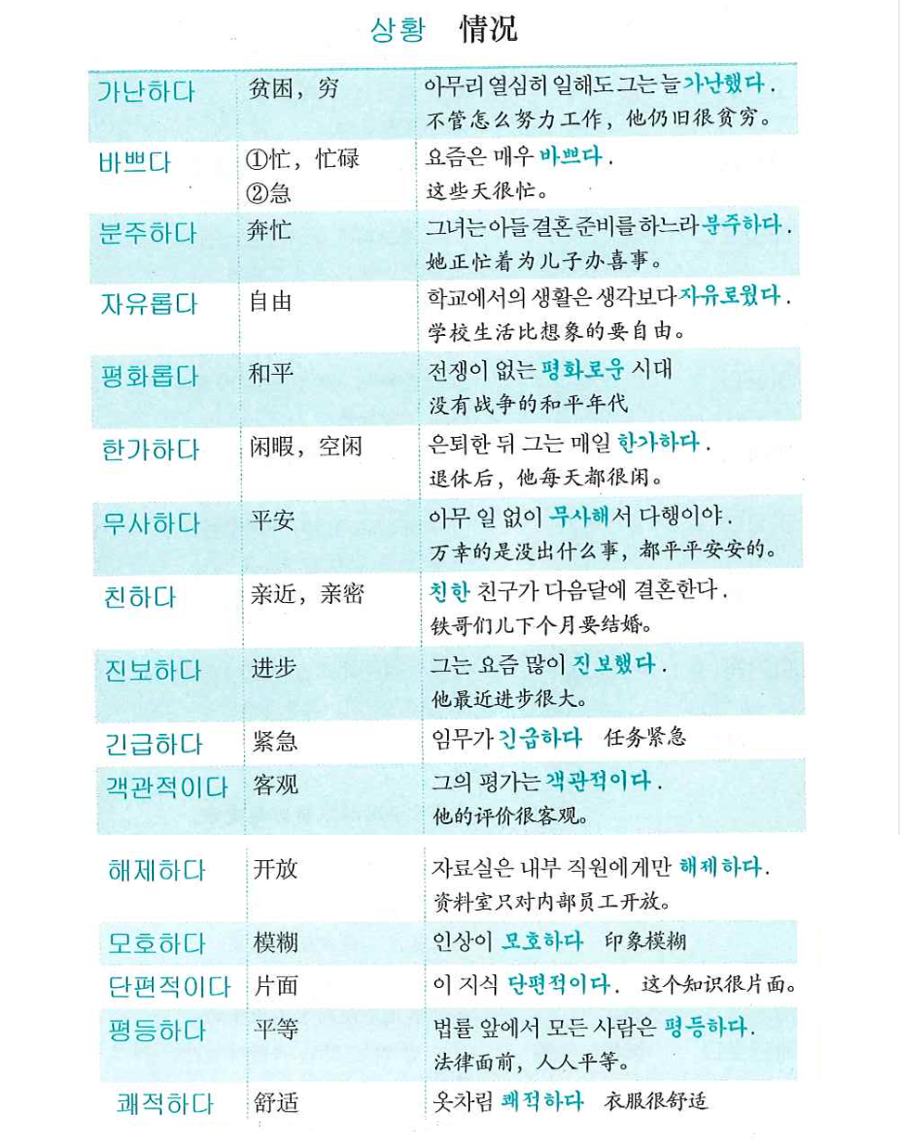 상황 情况
가난하다 贫困，穷 아무리 열심히 일해도 그는 늘 가난했다.
不管怎么努力工作，他仍旧很贫穷。
바쁘다 ①忙，忙碌 요즘은 매우 바쁘다.
②急 这些天很忙。
분주하다 奔忙 그녀는 아들 결혼 준비를 하느라 분주하다.
她正忙着为儿子办喜事。
자유롭다 自由 학교에서의 생활은 생각보다 자유로웠다.
学校生活比想象的要自由。
평화롭다 和平 전쟁이 없는 평화로운 시대
没有战争的和平年代
한가하다 闲暇，空闲 은퇴한 뒤 그는 매일 한가하다.
退休后，他每天都很闲。
무사하다 平安 아무 일 없이 무사해서 다행이야.
万幸的是没出什么事，都平平安安的。
친하다 亲近，亲密 친한 친구가 다음달에 결혼한다.
铁哥们儿下个月要结婚。
진보하다 进步 그는 요즘 많이 진보했다.
他最近进步很大。
긴급하다 紧急 임무가 긴급하다 任务紧急
객관적이다 客观 그의 평가는 객관적이다.
他的评价很客观。
해제하다 开放 자료실은 내부 직원에게만 해제하다.
资料室只对内部员工开放。
모호하다 模糊 인상이 모호하다 印象模糊
단편적이다 片面 이 지식 단편적이다. 这个知识很片面。
평등하다 平等 법률 앞에서 모든 사람은 평등하다.
法律面前，人人平等。
쾌적하다 舒适 옷차림 쾌적하다 衣服很舒适